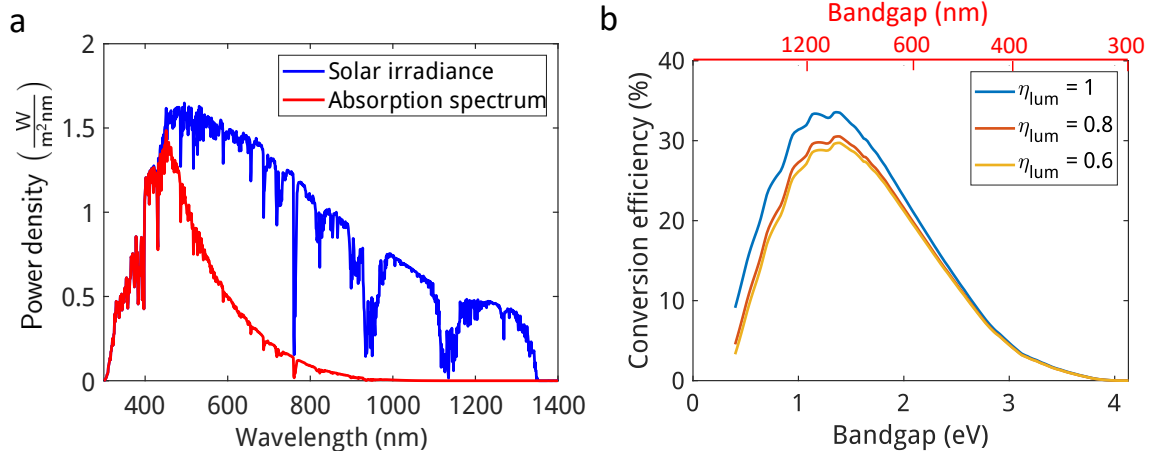 a
2
1.5
1
0.5
0
400
600
800
1000
1200
1400
Wavelength (nm)
Power density (W/m²nm)
Solar irradiance
Absorption spectrum
b
Bandgap (nm)
1200
600
400
300
40
30
20
10
0
0
1
2
3
4
Bandgap (eV)
Conversion efficiency (%)
η_lum = 1
η_lum = 0.8
η_lum = 0.6